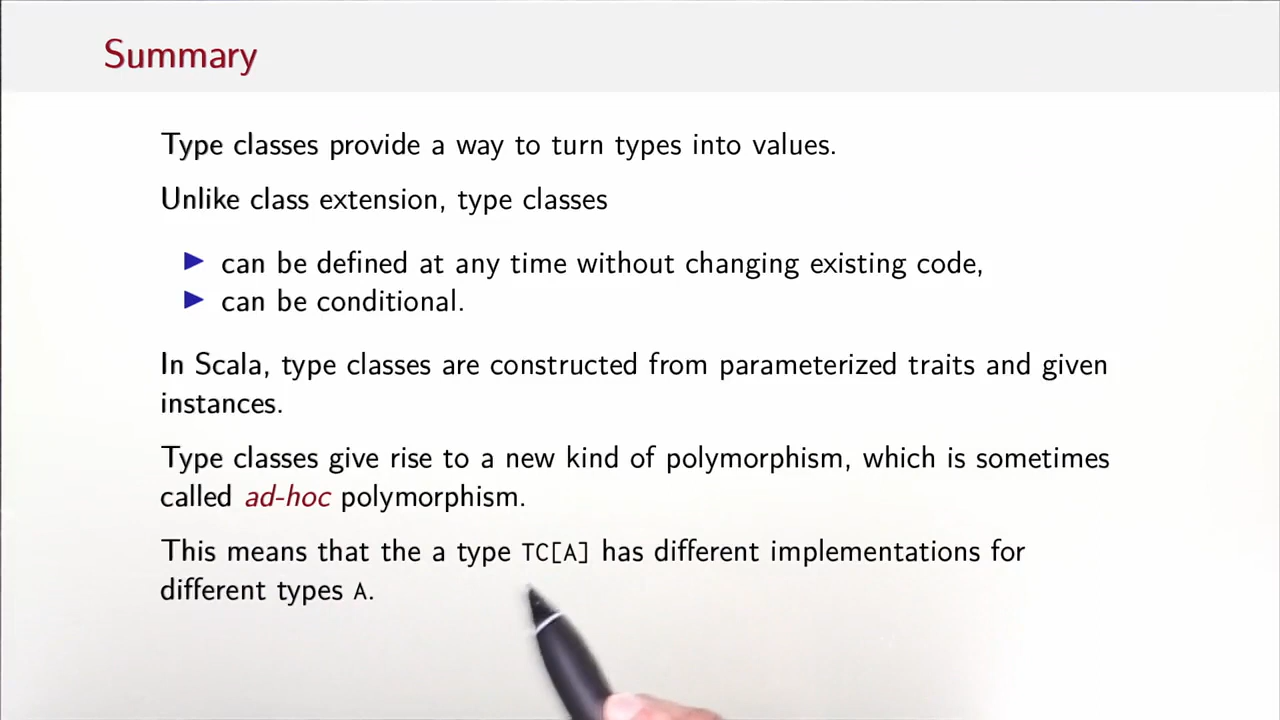 Summary
Type classes provide a way to turn types into values.
Unlike class extension, type classes
▶ can be defined at any time without changing existing code,
▶ can be conditional.
In Scala, type classes are constructed from parameterized traits and given
instances.
Type classes give rise to a new kind of polymorphism, which is sometimes
called ad-hoc polymorphism.
This means that the a type TC[A] has different implementations for
different types A.